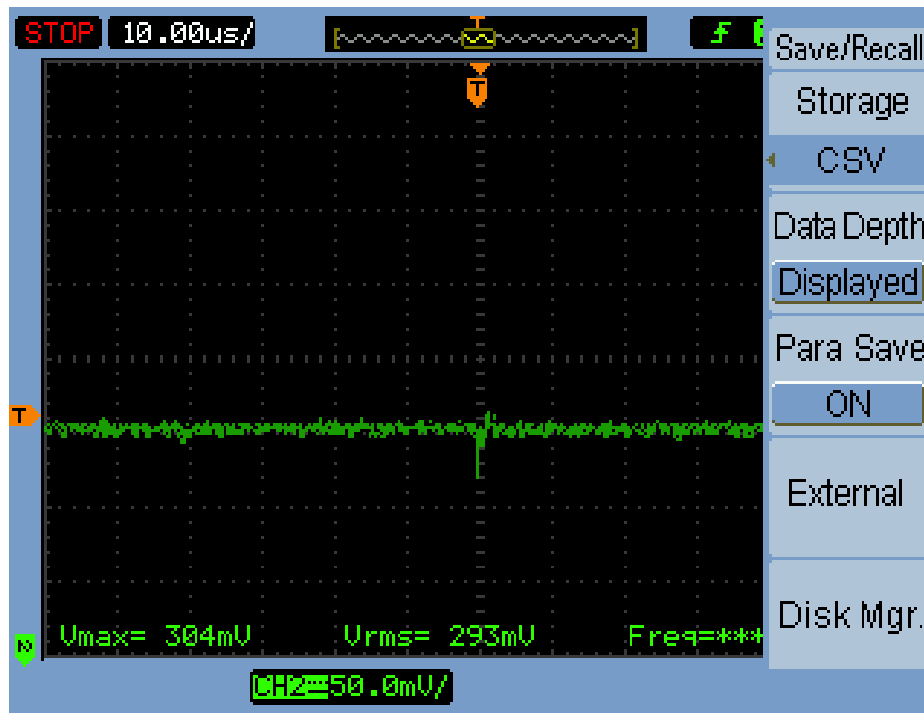 STOP 10.00us/ T
Save/Recall
Storage
CSV
T
Data Depth
Displayed
Para Save
ON
T
External
Disk Mgr.
Vmax= 304mV Vrms= 293mV Freq=***
CH2 50.0mV/